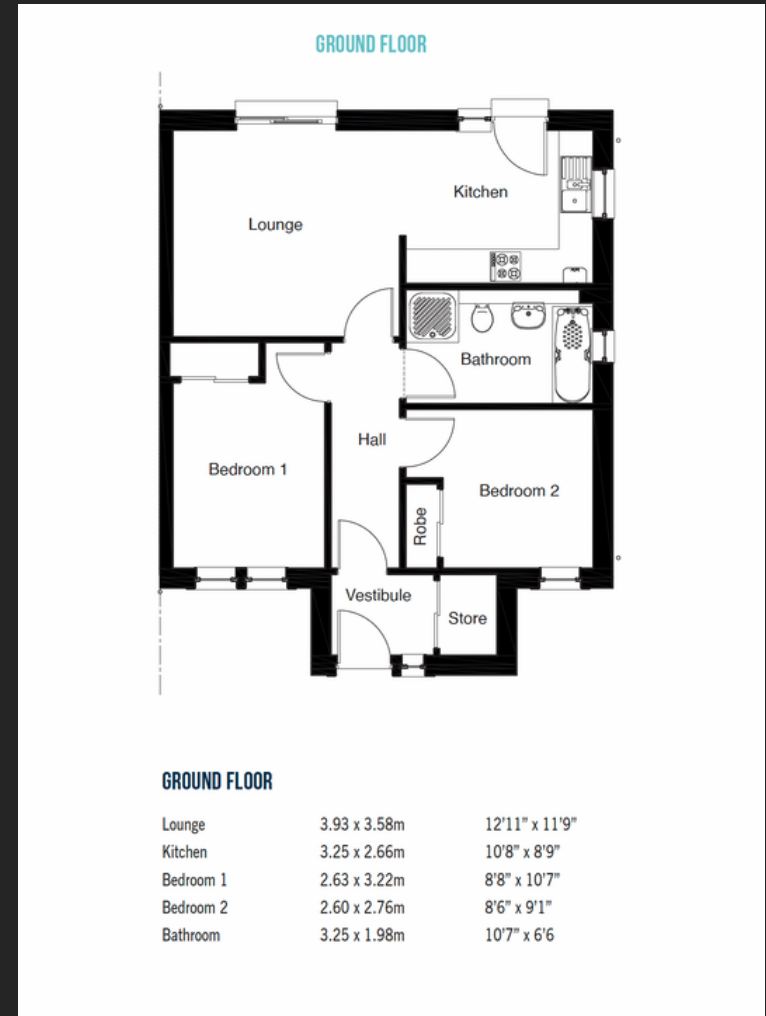 GROUND FLOOR
Kitchen
Lounge
Bathroom
Hall
Bedroom 1
Bedroom 2
Robe
Vestibule
Store
GROUND FLOOR
Lounge 3.93 x 3.58m 12'11” x 11'9”
Kitchen 3.25 x 2.66m 10'8” x 8'9”
Bedroom 1 2.63 x 3.22m 8'8” x 10'7”
Bedroom 2 2.60 x 2.76m 8'6” x 9'1”
Bathroom 3.25 x 1.98m 10'7” x 6'6